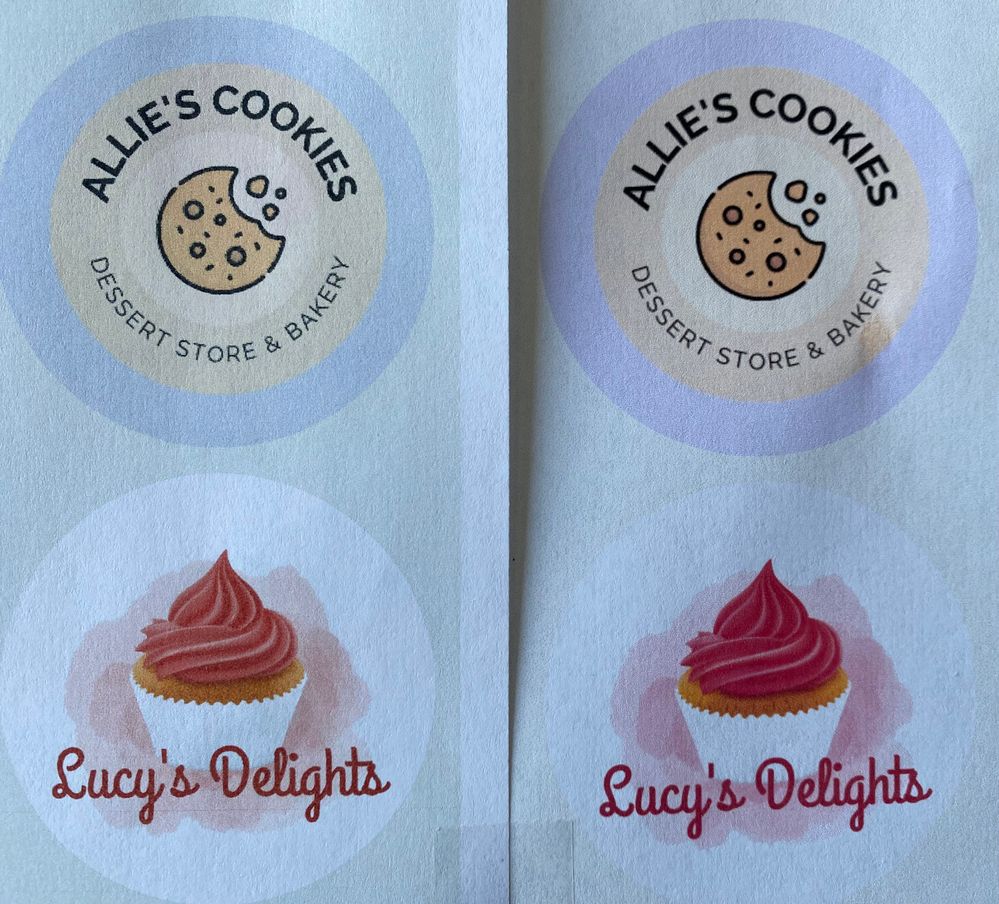 ALLIE'S COOKIES
DESSERT STORE & BAKERY
Lucy's Delights
ALLIE'S COOKIES
DESSERT STORE & BAKERY
Lucy's Delights